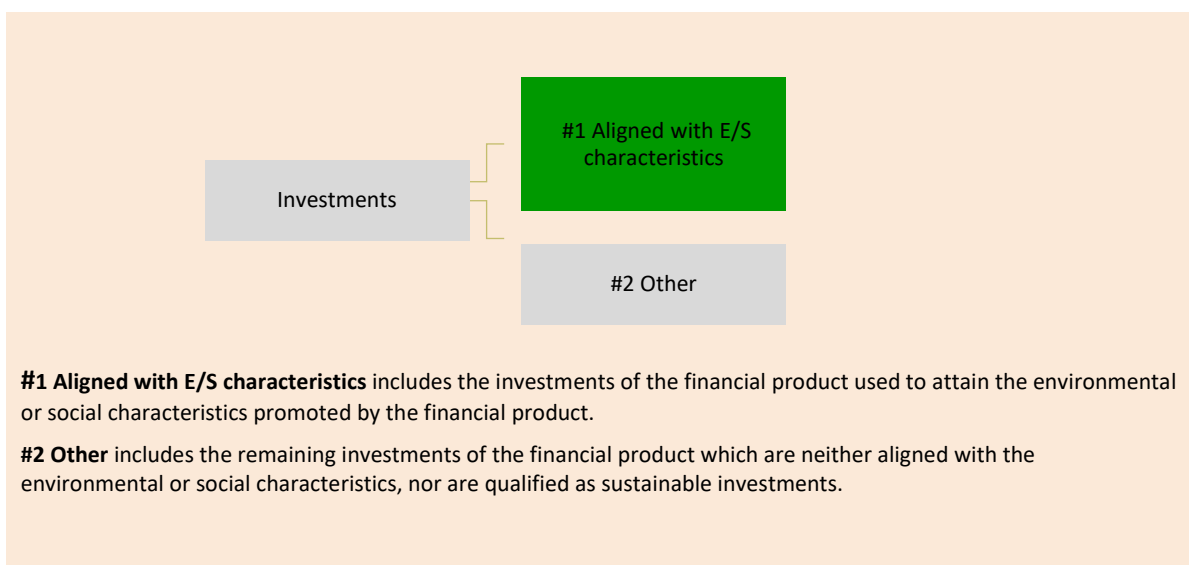 #1 Aligned with E/S
characteristics
Investments
#2 Other
#1 Aligned with E/S characteristics includes the investments of the financial product used to attain the environmental
or social characteristics promoted by the financial product.
#2 Other includes the remaining investments of the financial product which are neither aligned with the
environmental or social characteristics, nor are qualified as sustainable investments.